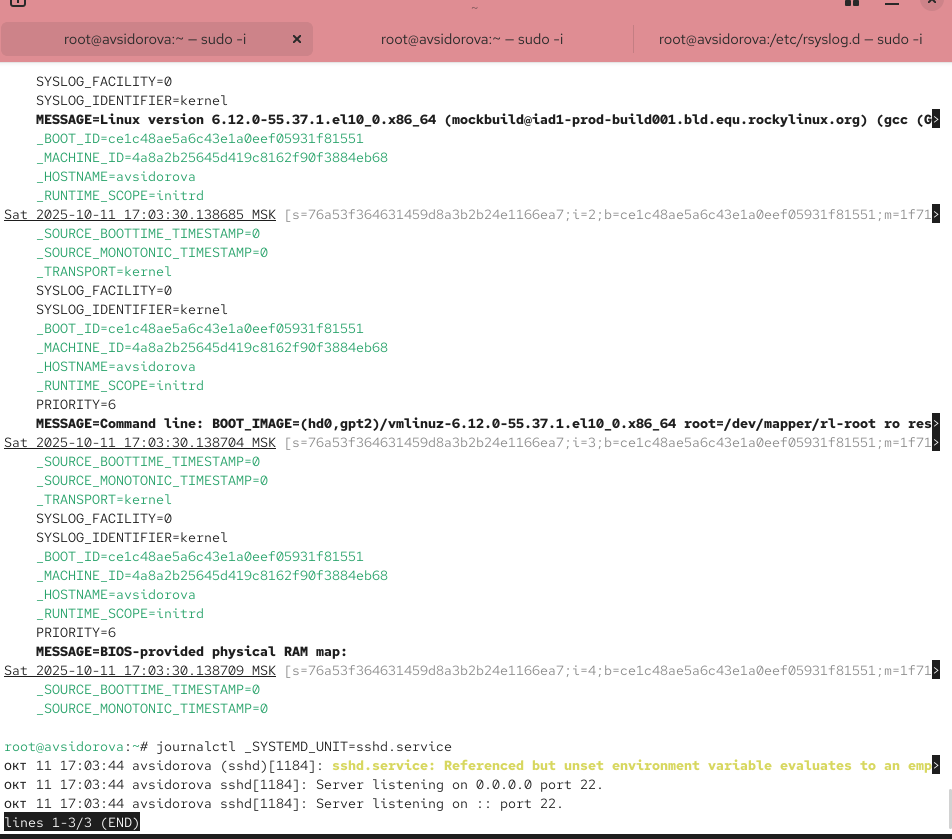 ~
root@avsidorova:~ — sudo -i × root@avsidorova:~ — sudo -i root@avsidorova:/etc/rsyslog.d — sudo -i
SYSLOG_FACILITY=0
SYSLOG_IDENTIFIER=kernel
MESSAGE=Linux version 6.12.0-55.37.1.el10_0.x86_64 (mockbuild@iad1-prod-build001.bld.equ.rockylinux.org) (gcc (G>
_BOOT_ID=ce1c48ae5a6c43e1a0eef05931f81551
_MACHINE_ID=4a8a2b25645d419c8162f90f3884eb68
_HOSTNAME=avsidorova
_RUNTIME_SCOPE=initrd
Sat 2025-10-11 17:03:30.138685 MSK [s=76a53f364631459d8a3b2b24e1166ea7;i=2;b=ce1c48ae5a6c43e1a0eef05931f81551;m=1f71>
_SOURCE_BOOTTIME_TIMESTAMP=0
_SOURCE_MONOTONIC_TIMESTAMP=0
_TRANSPORT=kernel
SYSLOG_FACILITY=0
SYSLOG_IDENTIFIER=kernel
_BOOT_ID=ce1c48ae5a6c43e1a0eef05931f81551
_MACHINE_ID=4a8a2b25645d419c8162f90f3884eb68
_HOSTNAME=avsidorova
_RUNTIME_SCOPE=initrd
PRIORITY=6
MESSAGE=Command line: BOOT_IMAGE=(hd0,gpt2)/vmlinuz-6.12.0-55.37.1.el10_0.x86_64 root=/dev/mapper/rl-root ro res>
Sat 2025-10-11 17:03:30.138704 MSK [s=76a53f364631459d8a3b2b24e1166ea7;i=3;b=ce1c48ae5a6c43e1a0eef05931f81551;m=1f71>
_SOURCE_BOOTTIME_TIMESTAMP=0
_SOURCE_MONOTONIC_TIMESTAMP=0
_TRANSPORT=kernel
SYSLOG_FACILITY=0
SYSLOG_IDENTIFIER=kernel
_BOOT_ID=ce1c48ae5a6c43e1a0eef05931f81551
_MACHINE_ID=4a8a2b25645d419c8162f90f3884eb68
_HOSTNAME=avsidorova
_RUNTIME_SCOPE=initrd
PRIORITY=6
MESSAGE=BIOS-provided physical RAM map:
Sat 2025-10-11 17:03:30.138709 MSK [s=76a53f364631459d8a3b2b24e1166ea7;i=4;b=ce1c48ae5a6c43e1a0eef05931f81551;m=1f71>
_SOURCE_BOOTTIME_TIMESTAMP=0
_SOURCE_MONOTONIC_TIMESTAMP=0
root@avsidorova:~# journalctl _SYSTEMD_UNIT=sshd.service
окт 11 17:03:44 avsidorova (sshd)[1184]: sshd.service: Referenced but unset environment variable evaluates to an emp>
окт 11 17:03:44 avsidorova sshd[1184]: Server listening on 0.0.0.0 port 22.
окт 11 17:03:44 avsidorova sshd[1184]: Server listening on :: port 22.
lines 1-3/3 (END)